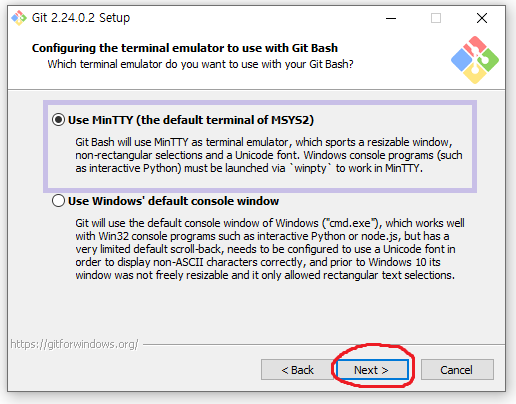 Git 2.24.0.2 Setup
Configuring the terminal emulator to use with Git Bash
Which terminal emulator do you want to use with your Git Bash?
Use MinTTY (the default terminal of MSYS2)
Git Bash will use MinTTY as terminal emulator, which sports a resizable window,
non-rectangular selections and a Unicode font. Windows console programs (such
as interactive Python) must be launched via `winpty` to work in MinTTY.
Use Windows' default console window
Git will use the default console window of Windows ("cmd.exe"), which works well
with Win32 console programs such as interactive Python or node.js, but has a
very limited default scroll-back, needs to be configured to use a Unicode font in
order to display non-ASCII characters correctly, and prior to Windows 10 its
window was not freely resizable and it only allowed rectangular text selections.
https://gitforwindows.org/
< Back
Next >
Cancel